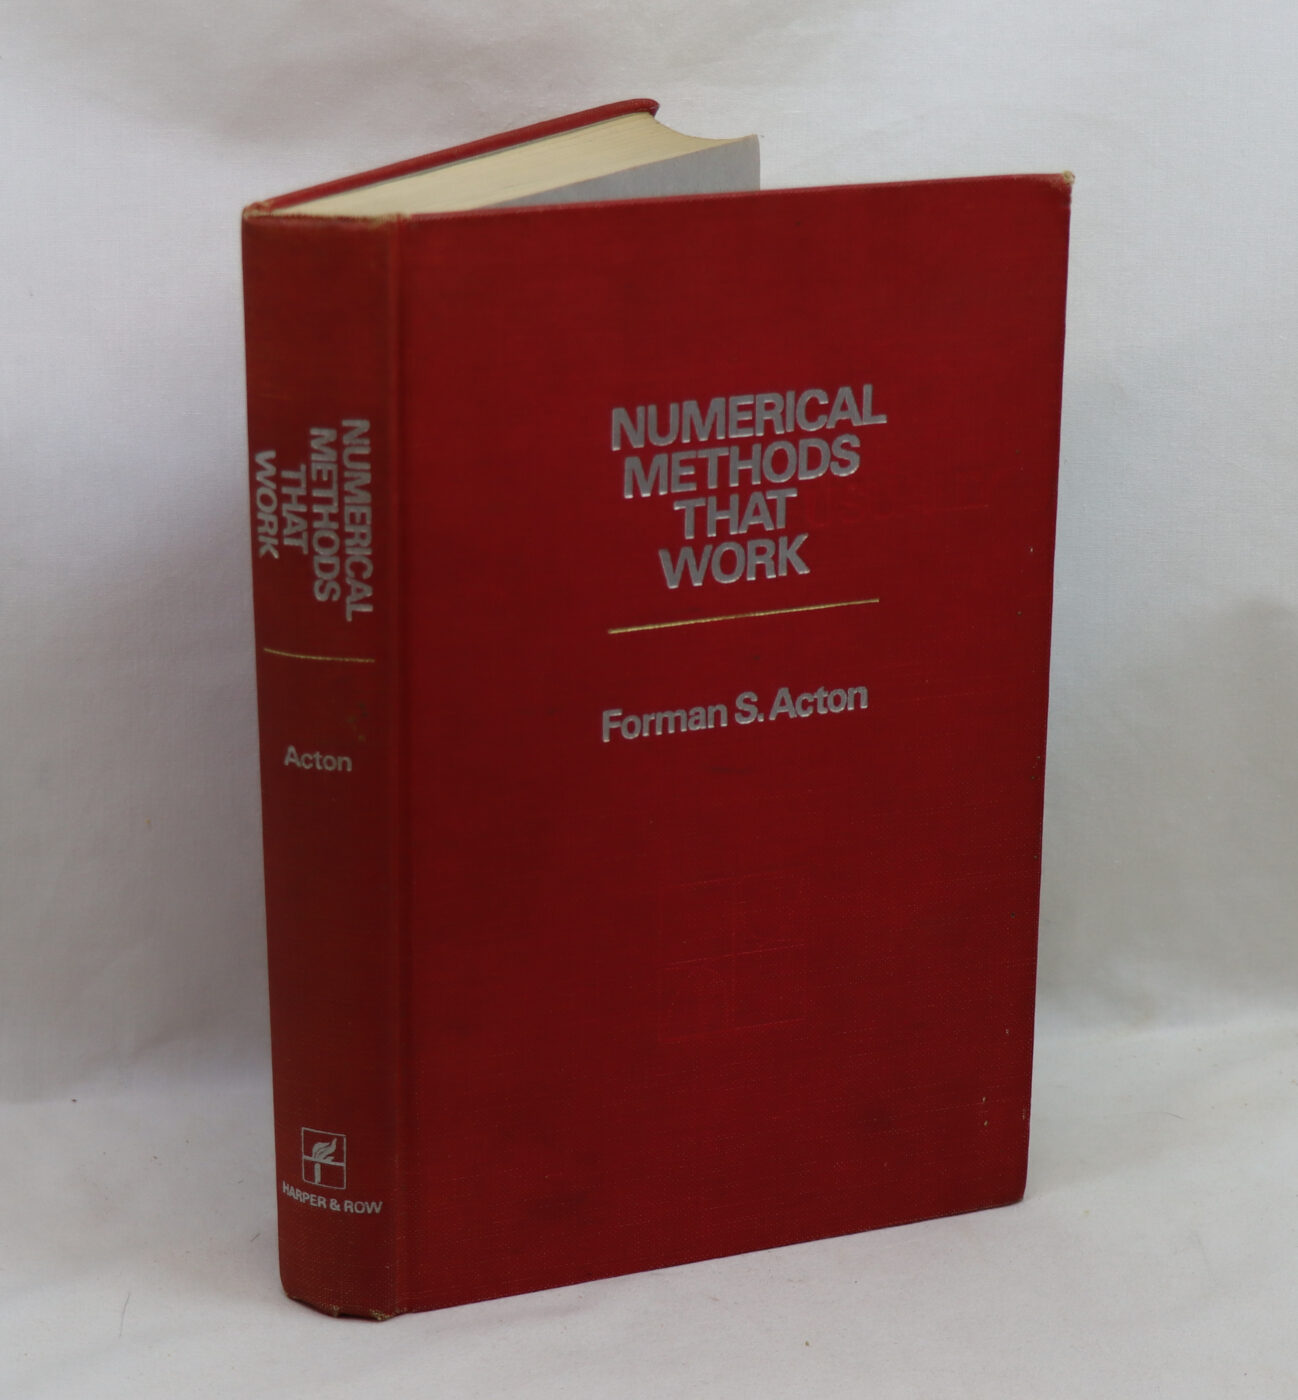 NUMERICAL
METHODS
THAT
WORK
Acton
HARPER & ROW
NUMERICAL
METHODS
THAT
WORK
Forman S. Acton